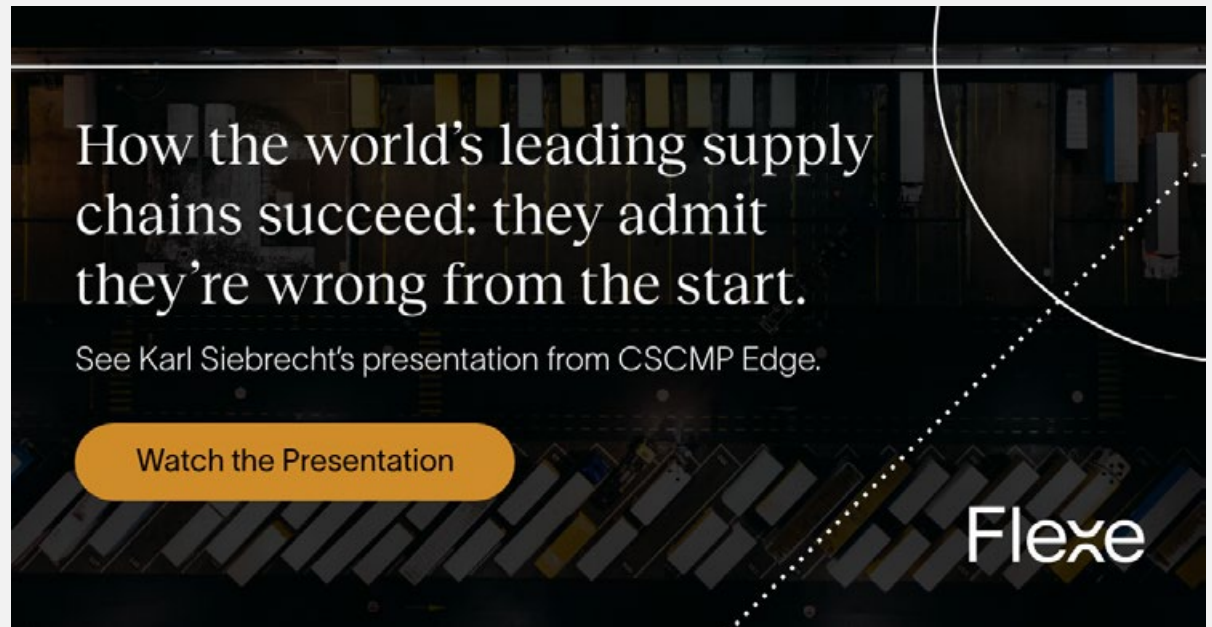 How the world’s leading supply
chains succeed: they admit
they’re wrong from the start.
See Karl Siebrecht’s presentation from CSCMP Edge.
Watch the Presentation
Flexe